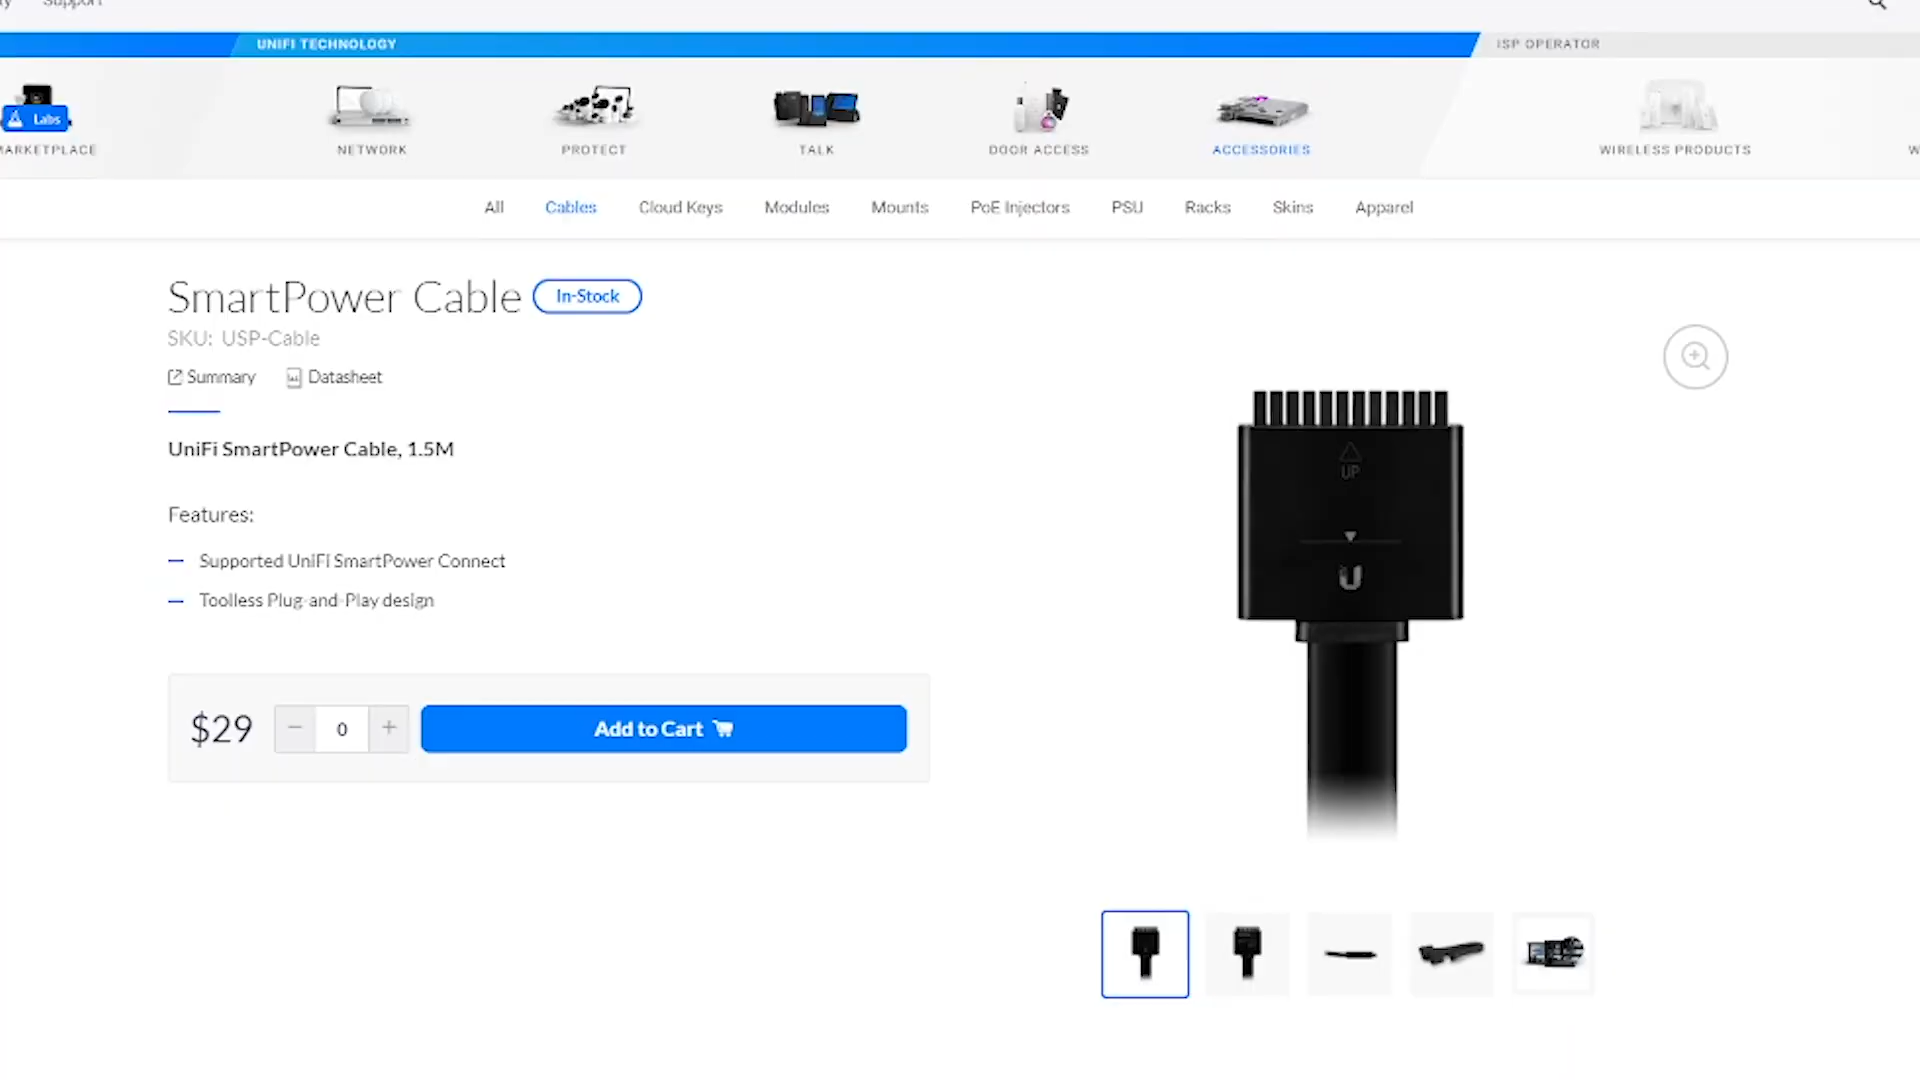 Support
UNIFI TECHNOLOGY
ISP OPERATOR
Labs
NETWORK
PROTECT
TALK
DOOR ACCESS
ACCESSORIES
WIRELESS PRODUCTS
All
Cables
Cloud Keys
Modules
Mounts
PoE Injectors
PSU
Racks
Skins
Apparel
SmartPower Cable
In-Stock
SKU: USP-Cable
Summary
Datasheet
UniFi SmartPower Cable, 1.5M
Features:
Supported UniFi SmartPower Connect
Toolless Plug-and-Play design
$29
0
Add to Cart
UP